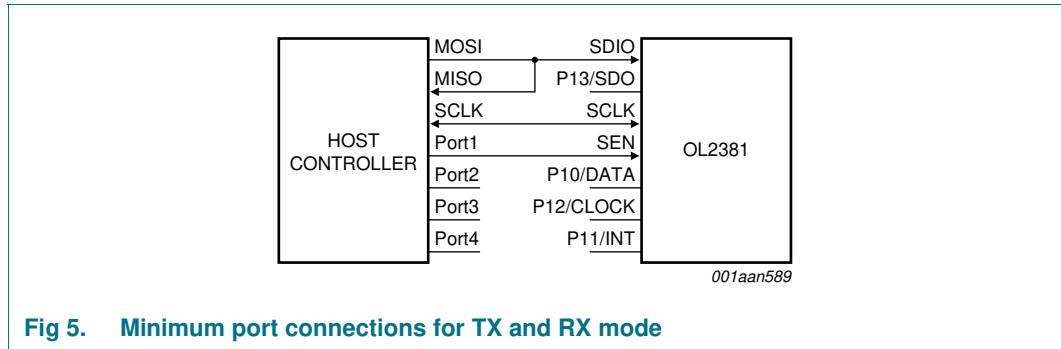 MOSI SDIO
MISO P13/SDO
SCLK SCLK
HOST CONTROLLER
Port1 SEN
OL2381
Port2 P10/DATA
Port3 P12/CLOCK
Port4 P11/INT
001aan589
Fig 5. Minimum port connections for TX and RX mode